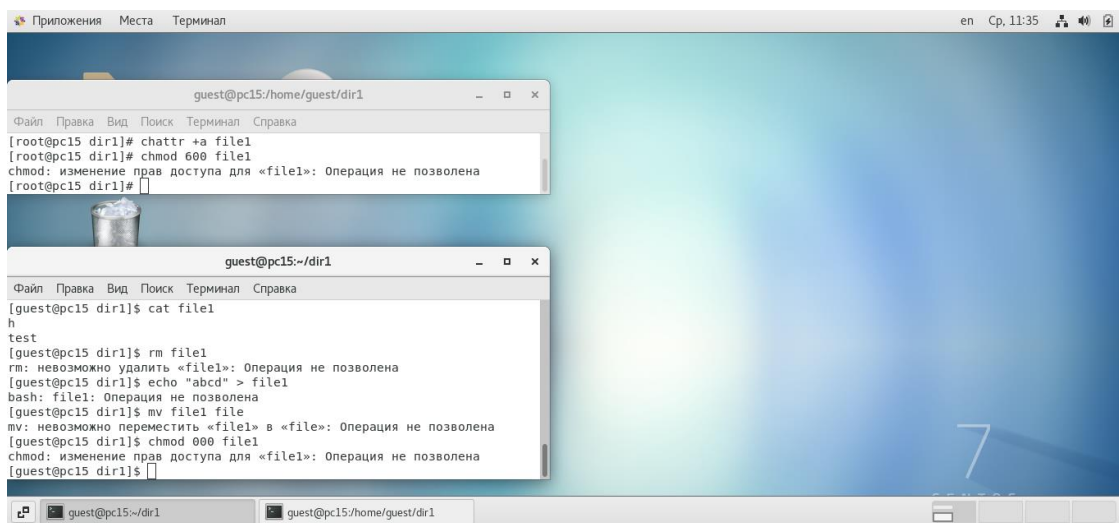 Приложения Места Терминал en Ср, 11:35
guest@pc15:/home/guest/dir1
Файл Правка Вид Поиск Терминал Справка
[root@pc15 dir1]# chattr +a file1
[root@pc15 dir1]# chmod 600 file1
chmod: изменение прав доступа для «file1»: Операция не позволена
[root@pc15 dir1]#
guest@pc15:~/dir1
Файл Правка Вид Поиск Терминал Справка
[guest@pc15 dir1]$ cat file1
h
test
[guest@pc15 dir1]$ rm file1
rm: невозможно удалить «file1»: Операция не позволена
[guest@pc15 dir1]$ echo "abcd" > file1
bash: file1: Операция не позволена
[guest@pc15 dir1]$ mv file1 file
mv: невозможно переместить «file1» в «file»: Операция не позволена
[guest@pc15 dir1]$ chmod 000 file1
chmod: изменение прав доступа для «file1»: Операция не позволена
[guest@pc15 dir1]$
7
guest@pc15:~/dir1 guest@pc15:/home/guest/dir1